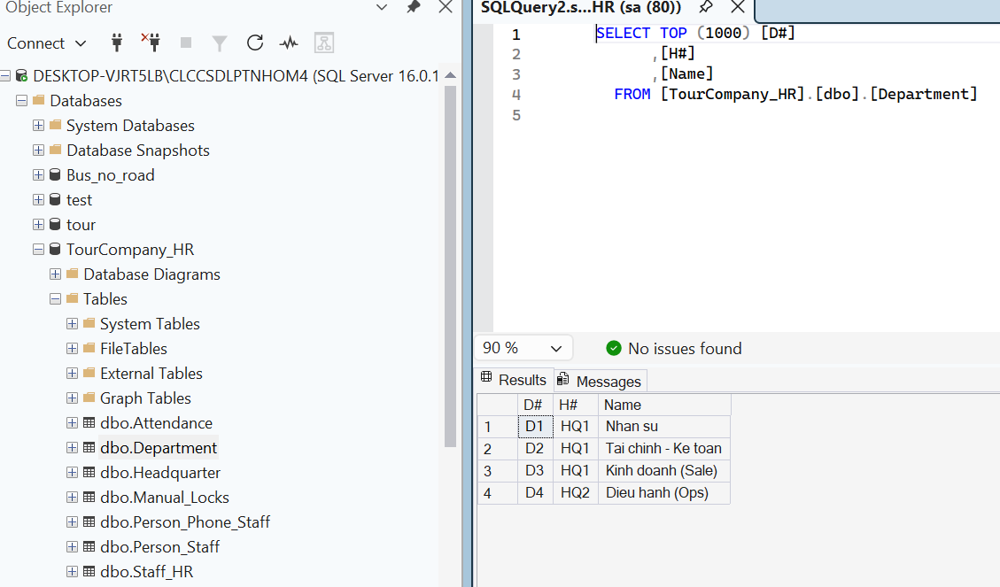 Object Explorer
Connect
DESKTOP-VJRT5LB\CLCCSDLPTNHOM4 (SQL Server 16.0.1
Databases
System Databases
Database Snapshots
Bus_no_road
test
tour
TourCompany_HR
Database Diagrams
Tables
System Tables
FileTables
External Tables
Graph Tables
dbo.Attendance
dbo.Department
dbo.Headquarter
dbo.Manual_Locks
dbo.Person_Phone_Staff
dbo.Person_Staff
dbo.Staff_HR
SQLQuery2.s...HR (sa (80))
1 SELECT TOP (1000) [D#]
2 ,[H#]
3 ,[Name]
4 FROM [TourCompany_HR].[dbo].[Department]
5
90 % No issues found
Results Messages
D# H# Name
1 D1 HQ1 Nhan su
2 D2 HQ1 Tai chinh - Ke toan
3 D3 HQ1 Kinh doanh (Sale)
4 D4 HQ2 Dieu hanh (Ops)